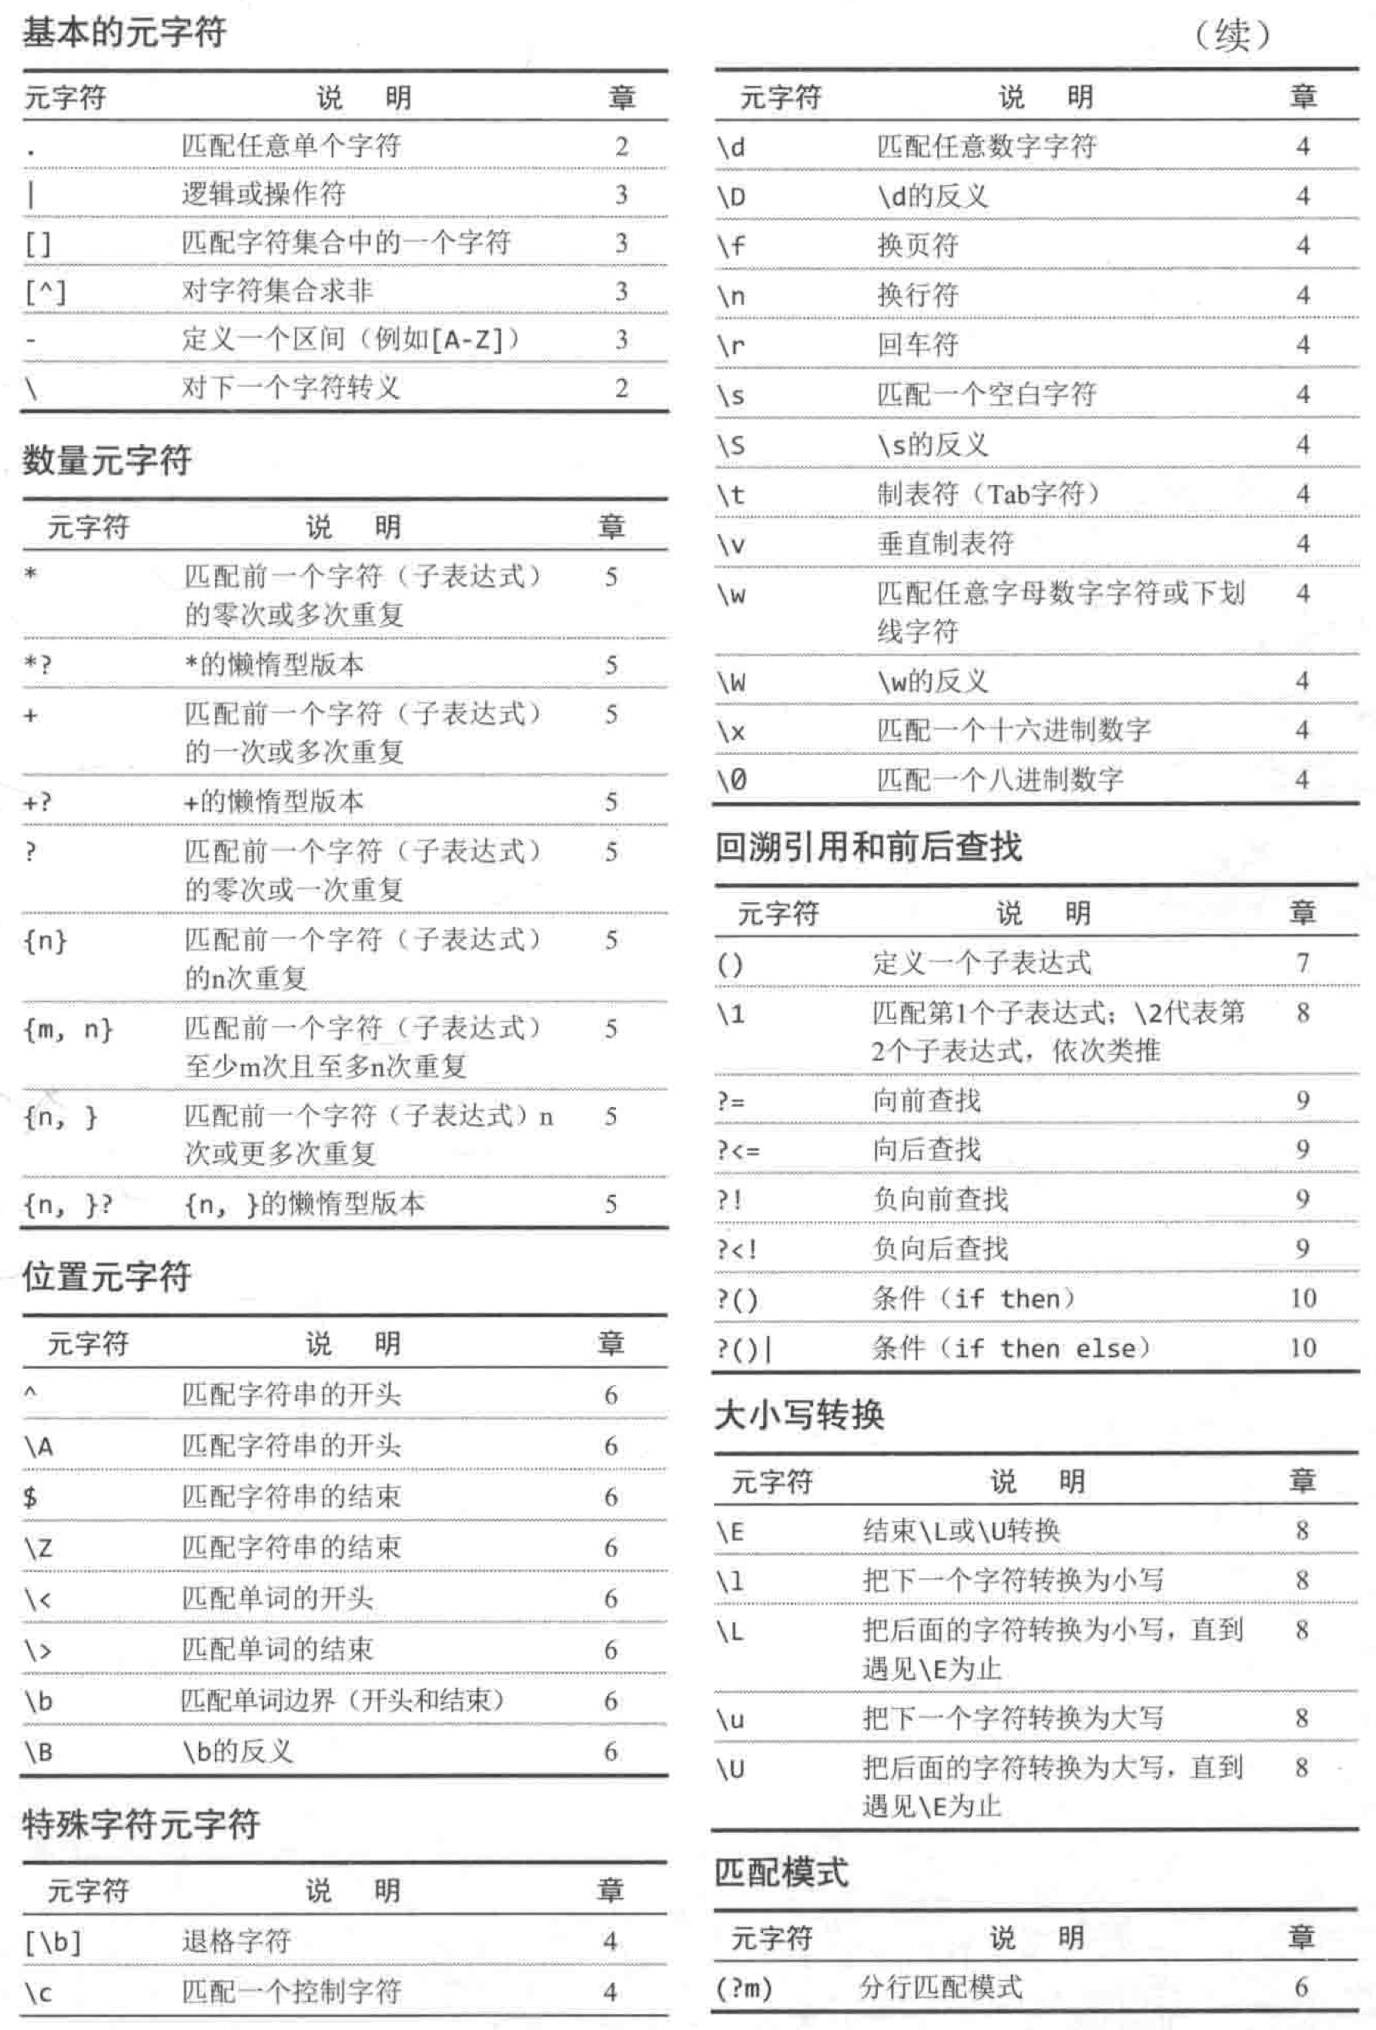 基本的元字符
元字符 说 明 章
. 匹配任意单个字符 2
| 逻辑或操作符 3
[] 匹配字符集合中的一个字符 3
[^] 对字符集合求非 3
- 定义一个区间（例如[A-Z]） 3
\ 对下一个字符转义 2
数量元字符
元字符 说 明 章
* 匹配前一个字符（子表达式） 5
的零次或多次重复
*? *的懒惰型版本 5
+ 匹配前一个字符（子表达式） 5
的一次或多次重复
+? +的懒惰型版本 5
? 匹配前一个字符（子表达式） 5
的零次或一次重复
{n} 匹配前一个字符（子表达式） 5
的n次重复
{m, n} 匹配前一个字符（子表达式） 5
至少m次且至多n次重复
{n, } 匹配前一个字符（子表达式）n 5
次或更多次重复
{n, }? {n, }的懒惰型版本 5
位置元字符
元字符 说 明 章
^ 匹配字符串的开头 6
\A 匹配字符串的开头 6
$ 匹配字符串的结束 6
\Z 匹配字符串的结束 6
\< 匹配单词的开头 6
\> 匹配单词的结束 6
\b 匹配单词边界（开头和结束） 6
\B \b的反义 6
特殊字符元字符
元字符 说 明 章
[\b] 退格字符 4
\c 匹配一个控制字符 4
（续）
元字符 说 明 章
\d 匹配任意数字字符 4
\D \d的反义 4
\f 换页符 4
\n 换行符 4
\r 回车符 4
\s 匹配一个空白字符 4
\S \s的反义 4
\t 制表符（Tab字符） 4
\v 垂直制表符 4
\w 匹配任意字母数字字符或下划 4
线字符
\W \w的反义 4
\x 匹配一个十六进制数字 4
\0 匹配一个八进制数字 4
回溯引用和前后查找
元字符 说 明 章
() 定义一个子表达式 7
\1 匹配第1个子表达式；\2代表第 8
2个子表达式，依次类推
?= 向前查找 9
?<= 向后查找 9
?! 负向前查找 9
?<! 负向后查找 9
?() 条件（if then） 10
?()| 条件（if then else） 10
大小写转换
元字符 说 明 章
\E 结束\L或\U转换 8
\l 把下一个字符转换为小写 8
\L 把后面的字符转换为小写，直到 8
遇见\E为止
\u 把下一个字符转换为大写 8
\U 把后面的字符转换为大写，直到 8
遇见\E为止
匹配模式
元字符 说 明 章
(?m) 分行匹配模式 6